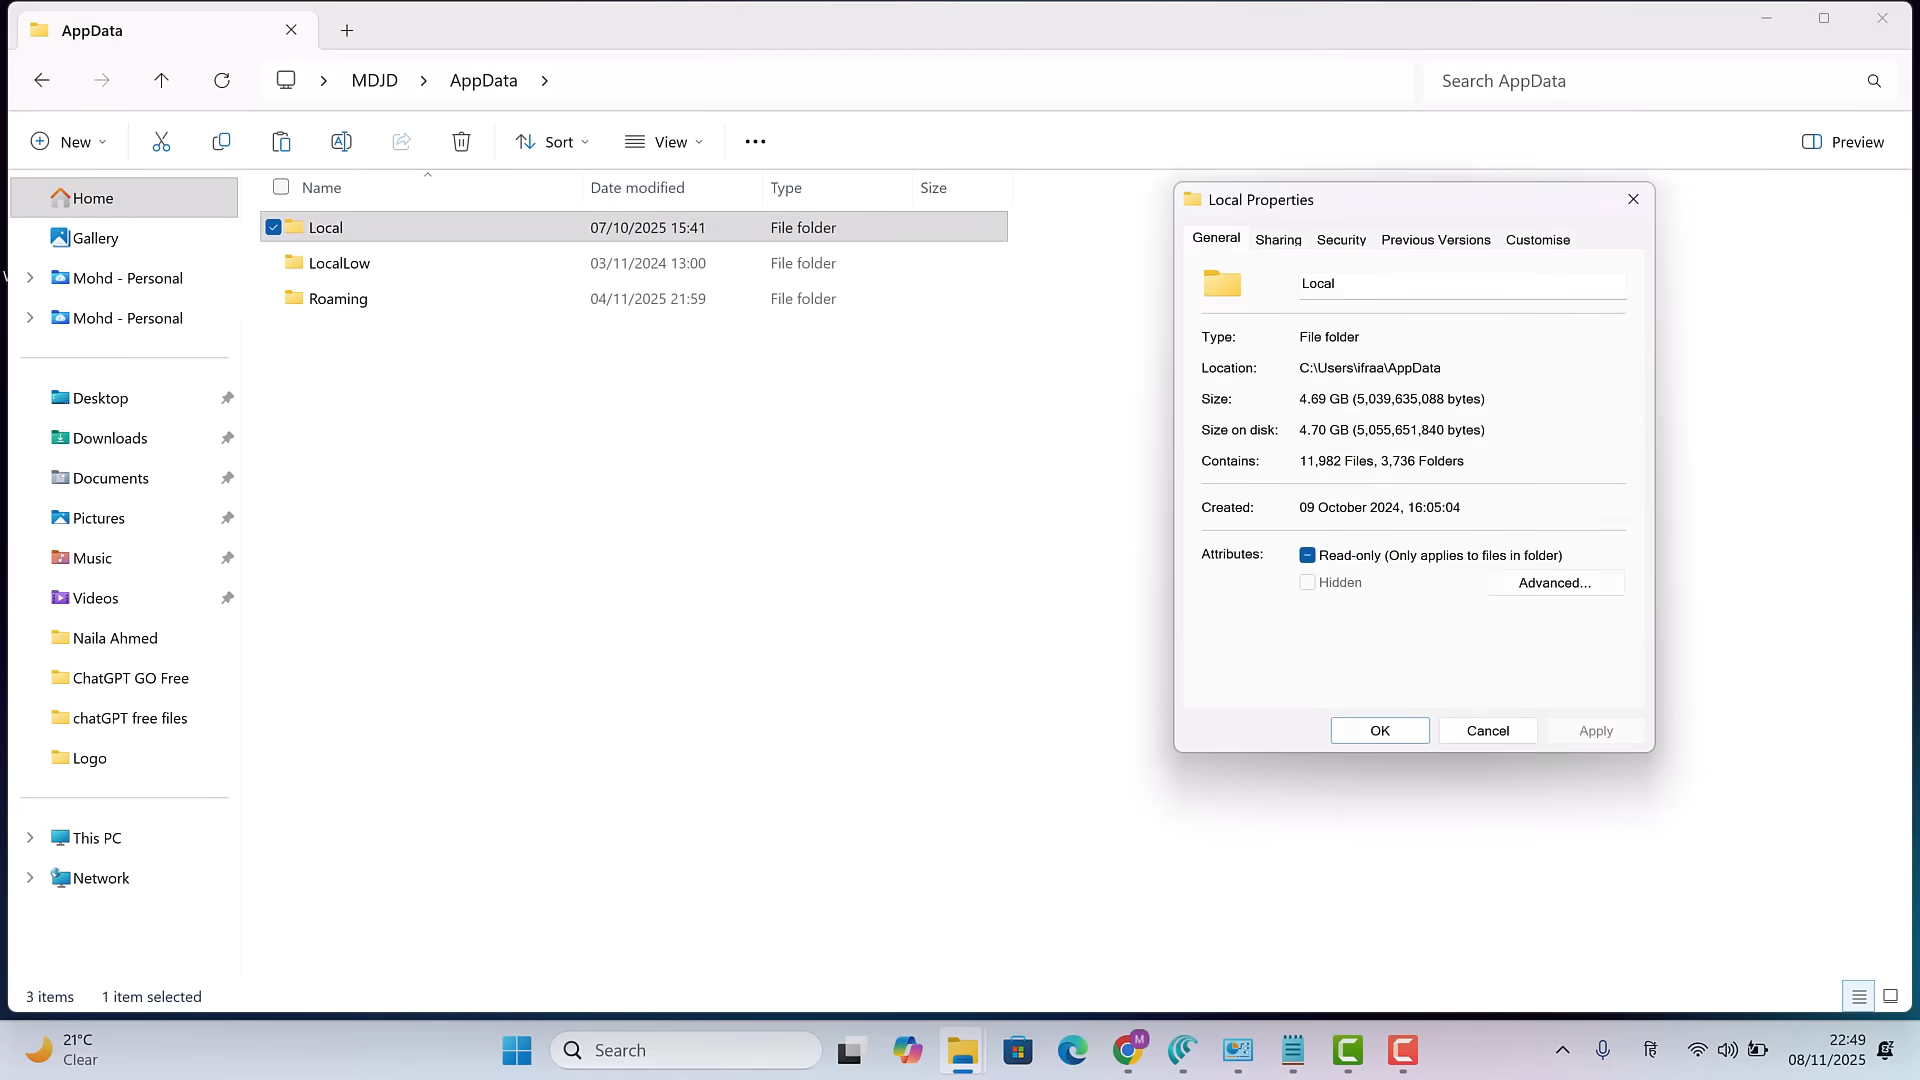 AppData
MDJD
AppData
Search AppData
New
Sort
View
Preview
Home
Gallery
Mohd - Personal
Mohd - Personal
Desktop
Downloads
Documents
Pictures
Music
Videos
Naila Ahmed
ChatGPT GO Free
chatGPT free files
Logo
This PC
Network
Name Date modified Type Size
Local 07/10/2025 15:41 File folder
LocalLow 03/11/2024 13:00 File folder
Roaming 04/11/2025 21:59 File folder
Local Properties
General Sharing Security Previous Versions Customise
Local
Type: File folder
Location: C:\Users\ifraa\AppData
Size: 4.69 GB (5,039,635,088 bytes)
Size on disk: 4.70 GB (5,055,651,840 bytes)
Contains: 11,982 Files, 3,736 Folders
Created: 09 October 2024, 16:05:04
Attributes: Read-only (Only applies to files in folder)
Hidden Advanced...
OK Cancel Apply
3 items 1 item selected
21°C
Clear
Search
M
हि
22:49
08/11/2025